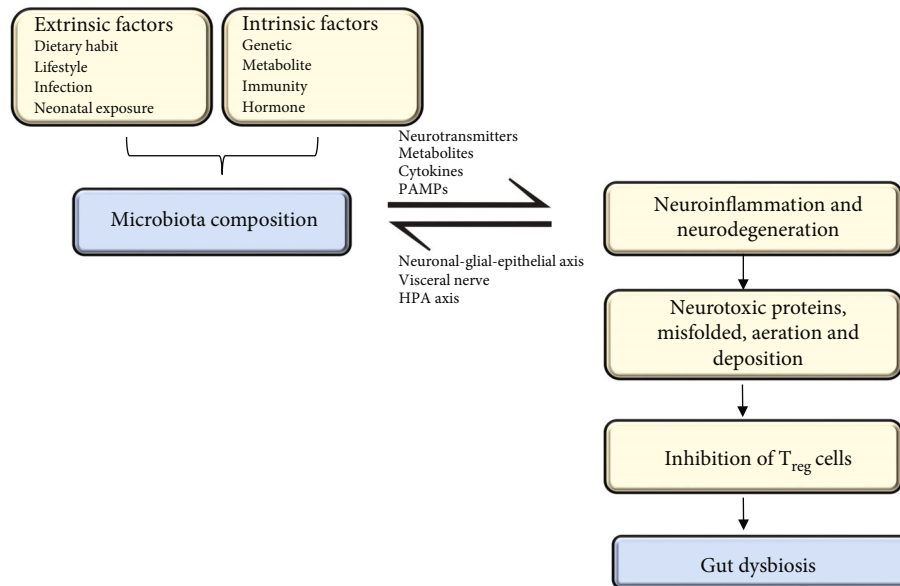 Extrinsic factors
Dietary habit
Lifestyle
Infection
Neonatal exposure
Intrinsic factors
Genetic
Metabolite
Immunity
Hormone
Microbiota composition
Neurotransmitters
Metabolites
Cytokines
PAMPs
Neuronal-glial-epithelial axis
Visceral nerve
HPA axis
Neuroinflammation and
neurodegeneration
Neurotoxic proteins,
misfolded, aeration and
deposition
Inhibition of Treg cells
Gut dysbiosis